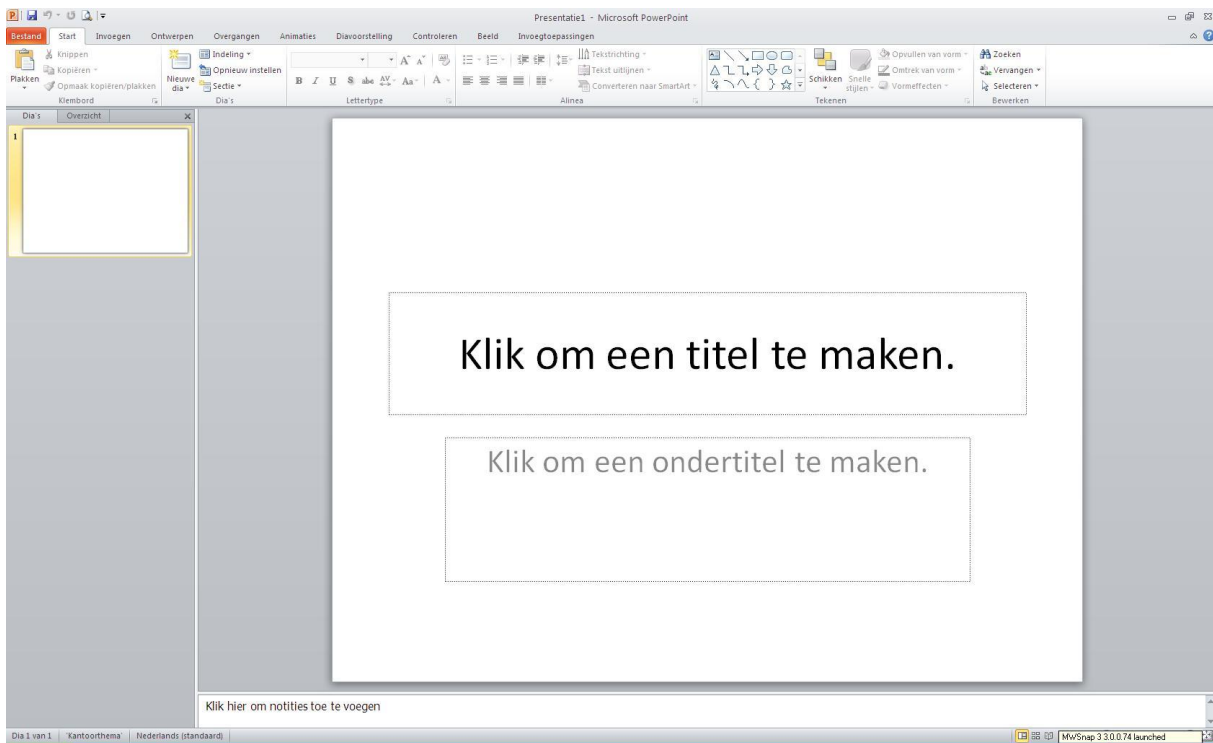 Presentatie1 - Microsoft PowerPoint
Bestand Start Invoegen Ontwerpen Overgangen Animaties Diavoorstelling Controleren Beeld Invoegtoepassingen
Plakken
Knippen
Kopiëren
Opmaak kopiëren/plakken
Klembord
Nieuwe dia
Indeling
Opnieuw instellen
Sectie
Dia's
B I U S abc AV Aa A
Lettertype
Tekstrichting
Tekst uitlijnen
Converteren naar SmartArt
Alinea
Schikken
Snelle stijlen
Opvullen van vorm
Omtrek van vorm
Vormeffecten
Tekenen
Zoeken
Vervangen
Selecteren
Bewerken
Dia's Overzicht
1
Klik om een titel te maken.
Klik om een ondertitel te maken.
Klik hier om notities toe te voegen
Dia 1 van 1 'Kantoorthema' Nederlands (standaard) MWSnap 3 3.0.0.74 launched